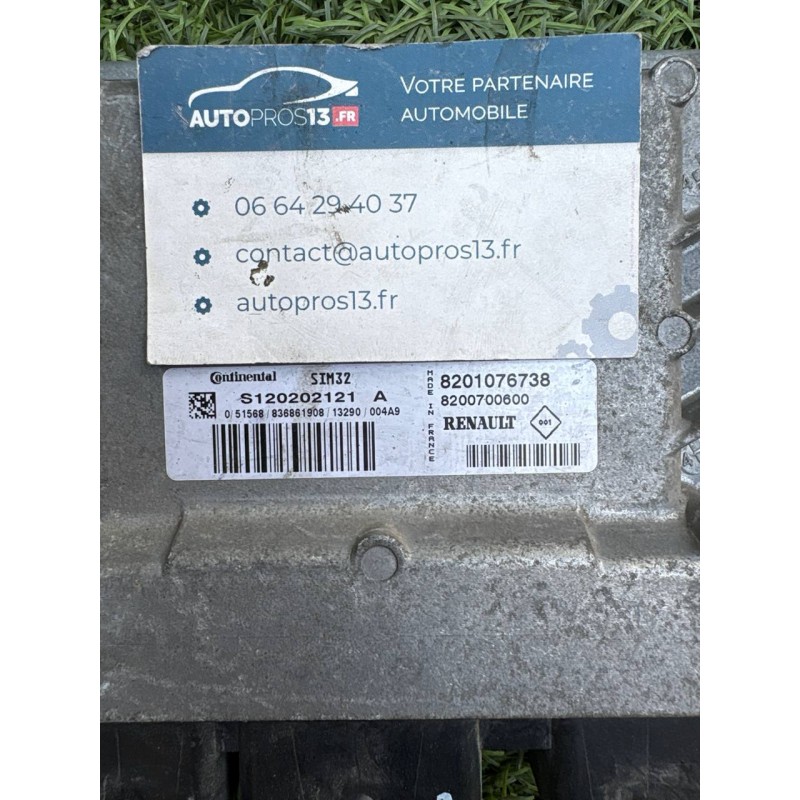 AUTOPROS13.FR
VOTRE PARTENAIRE
AUTOMOBILE
06 64 29 40 37
contact@autopros13.fr
autopros13.fr
Continental SIM32
S120202121 A
0/51568/836861908/13290/004A9
MADE IN FRANCE
8201076738
8200700600
RENAULT 001